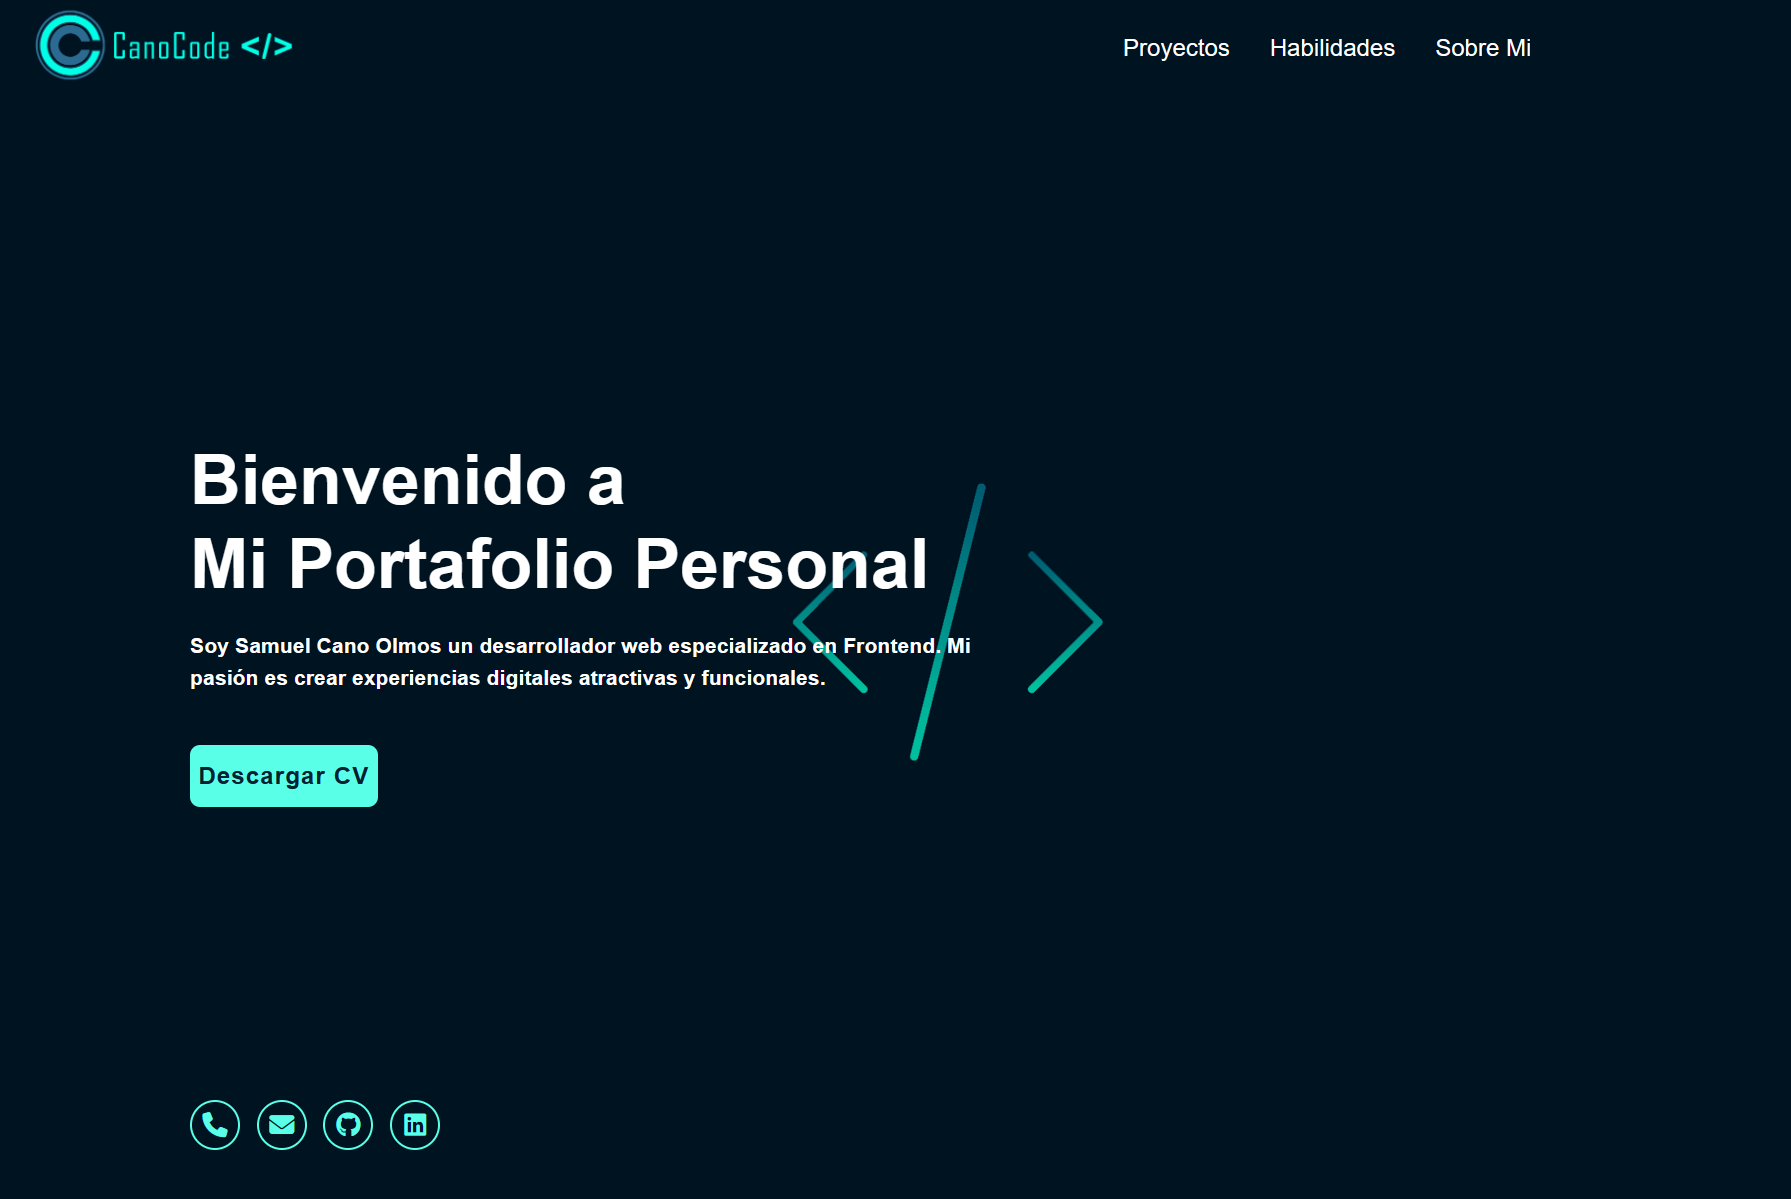 CanoCode </>
Proyectos Habilidades Sobre Mi
Bienvenido a
Mi Portafolio Personal
Soy Samuel Cano Olmos un desarrollador web especializado en Frontend. Mi
pasión es crear experiencias digitales atractivas y funcionales.
Descargar CV